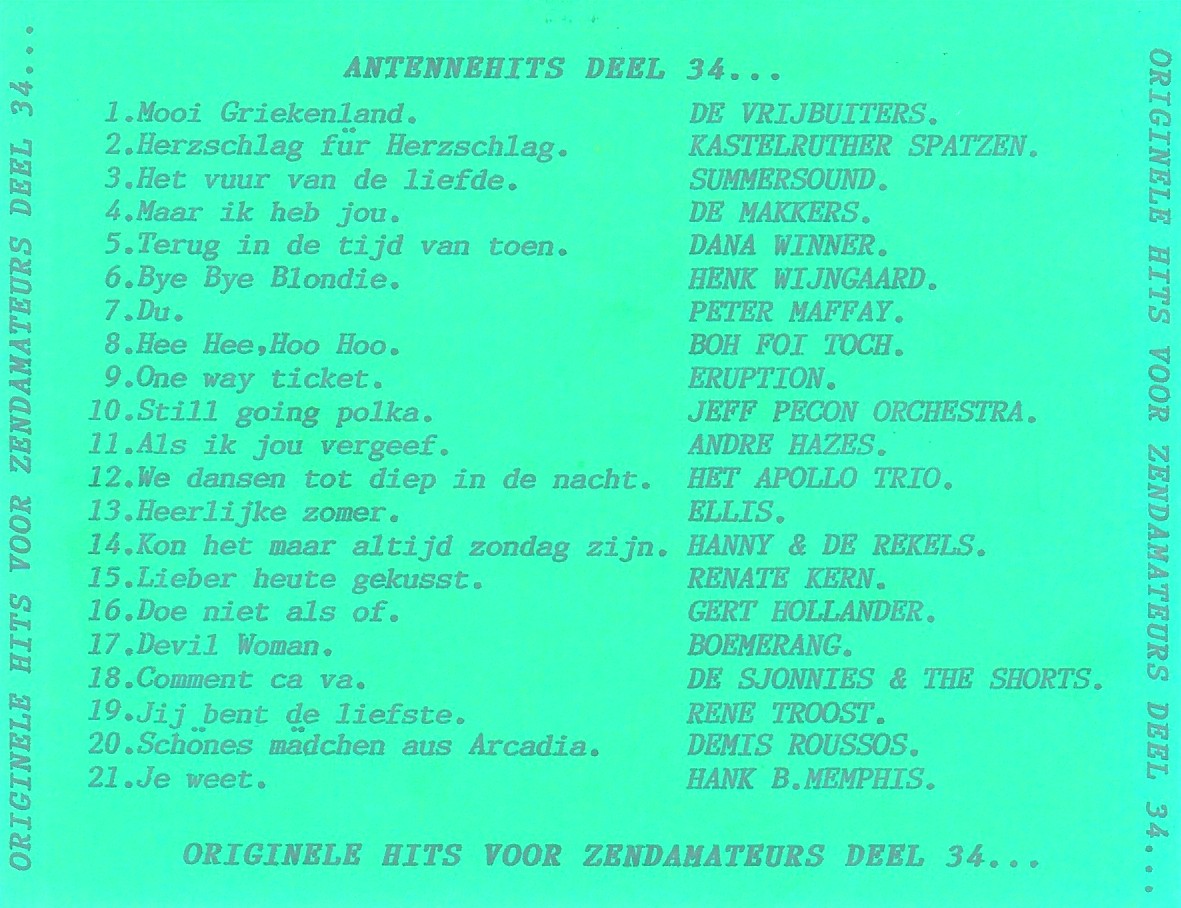 ANTENNEHITS DEEL 34...
1.Mooi Griekenland. DE VRIJBUITERS.
2.Herzschlag für Herzschlag. KASTELRUTHER SPATZEN.
3.Het vuur van de liefde. SUMMERSOUND.
4.Maar ik heb jou. DE MAKKERS.
5.Terug in de tijd van toen. DANA WINNER.
6.Bye Bye Blondie. HENK WIJNGAARD.
7.Du. PETER MAFFAY.
8.Hee Hee,Hoo Hoo. BOH FOI TOCH.
9.One way ticket. ERUPTION.
10.Still going polka. JEFF PECON ORCHESTRA.
11.Als ik jou vergeef. ANDRE HAZES.
12.We dansen tot diep in de nacht. HET APOLLO TRIO.
13.Heerlijke zomer. ELLIS.
14.Kon het maar altijd zondag zijn. HANNY & DE REKELS.
15.Lieber heute gekusst. RENATE KERN.
16.Doe niet als of. GERT HOLLANDER.
17.Devil Woman. BOEMERANG.
18.Comment ca va. DE SJONNIES & THE SHORTS.
19.Jij bent de liefste. RENE TROOST.
20.Schönes mädchen aus Arcadia. DEMIS ROUSSOS.
21.Je weet. HANK B.MEMPHIS.
ORIGINELE HITS VOOR ZENDAMATEURS DEEL 34...
ORIGINELE HITS VOOR ZENDAMATEURS DEEL 34...
ORIGINELE HITS VOOR ZENDAMATEURS DEEL 34....